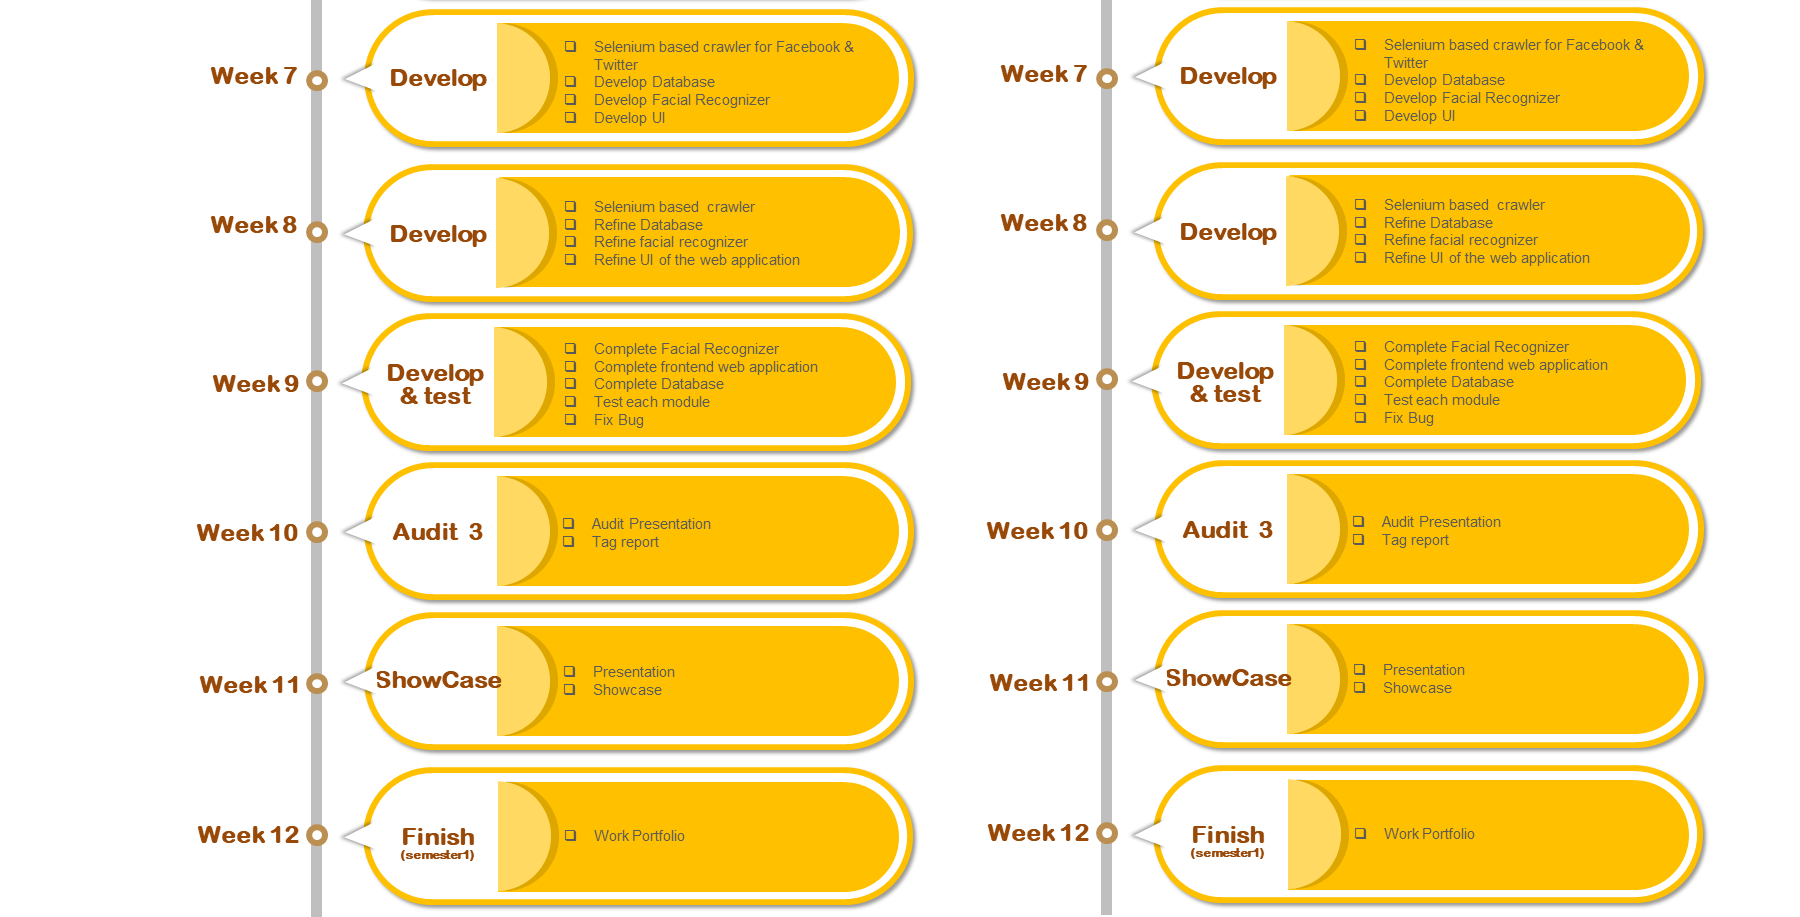 Week 7
Develop
❑ Selenium based crawler for Facebook &
Twitter
❑ Develop Database
❑ Develop Facial Recognizer
❑ Develop UI
Week 8
Develop
❑ Selenium based crawler
❑ Refine Database
❑ Refine facial recognizer
❑ Refine UI of the web application
Week 9
Develop
& test
❑ Complete Facial Recognizer
❑ Complete frontend web application
❑ Complete Database
❑ Test each module
❑ Fix Bug
Week 10
Audit 3
❑ Audit Presentation
❑ Tag report
Week 11
ShowCase
❑ Presentation
❑ Showcase
Week 12
Finish
(semester1)
❑ Work Portfolio
Week 7
Develop
❑ Selenium based crawler for Facebook &
Twitter
❑ Develop Database
❑ Develop Facial Recognizer
❑ Develop UI
Week 8
Develop
❑ Selenium based crawler
❑ Refine Database
❑ Refine facial recognizer
❑ Refine UI of the web application
Week 9
Develop
& test
❑ Complete Facial Recognizer
❑ Complete frontend web application
❑ Complete Database
❑ Test each module
❑ Fix Bug
Week 10
Audit 3
❑ Audit Presentation
❑ Tag report
Week 11
ShowCase
❑ Presentation
❑ Showcase
Week 12
Finish
(semester1)
❑ Work Portfolio